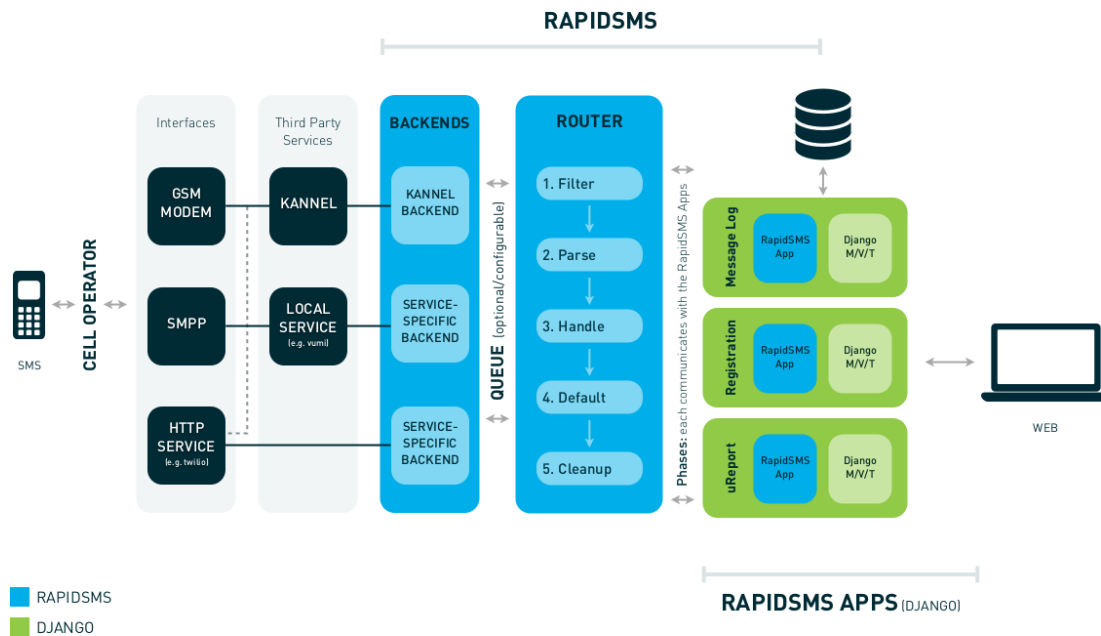 RAPIDSMS
Interfaces
Third Party
Services
BACKENDS
ROUTER
GSM
MODEM
KANNEL
KANNEL
BACKEND
1. Filter
2. Parse
3. Handle
4. Default
5. Cleanup
SMS
CELL OPERATOR
SMPP
LOCAL
SERVICE
(e.g. vumi)
SERVICE-
SPECIFIC
BACKEND
HTTP
SERVICE
(e.g. twilio)
SERVICE-
SPECIFIC
BACKEND
QUEUE (optional/configurable)
Phases: each communicates with the RapidSMS Apps
Message Log
RapidSMS
App
Django
M/V/T
Registration
RapidSMS
App
Django
M/V/T
uReport
RapidSMS
App
Django
M/V/T
WEB
RAPIDSMS
DJANGO
RAPIDSMS APPS (DJANGO)